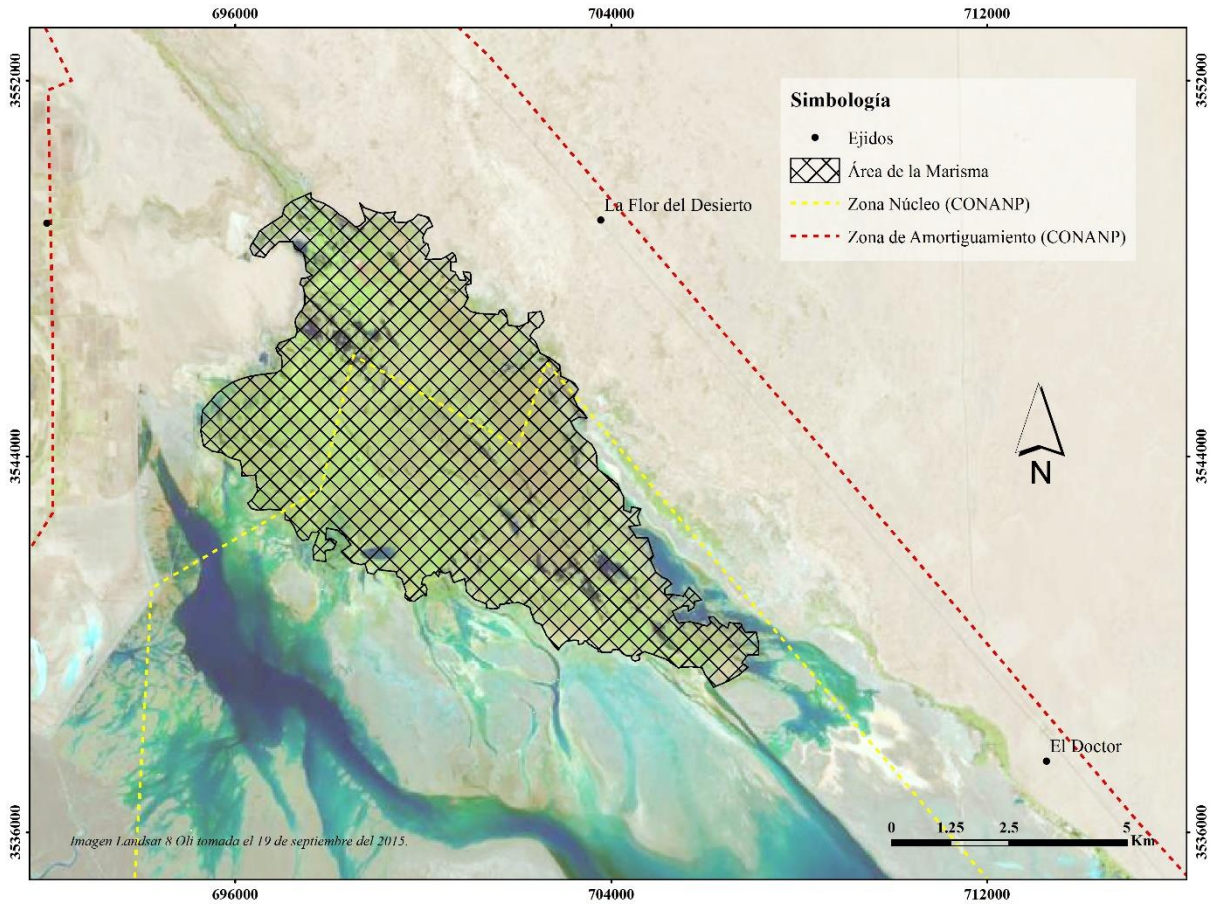 696000
704000
712000
3552000
3552000
Simbología
Ejidos
Área de la Marisma
Zona Núcleo (CONANP)
Zona de Amortiguamiento (CONANP)
La Flor del Desierto
3544000
3544000
N
El Doctor
3536000
3536000
Imagen Landsat 8 Oli tomada el 19 de septiembre del 2015.
0 1.25 2.5 5
Km
696000
704000
712000